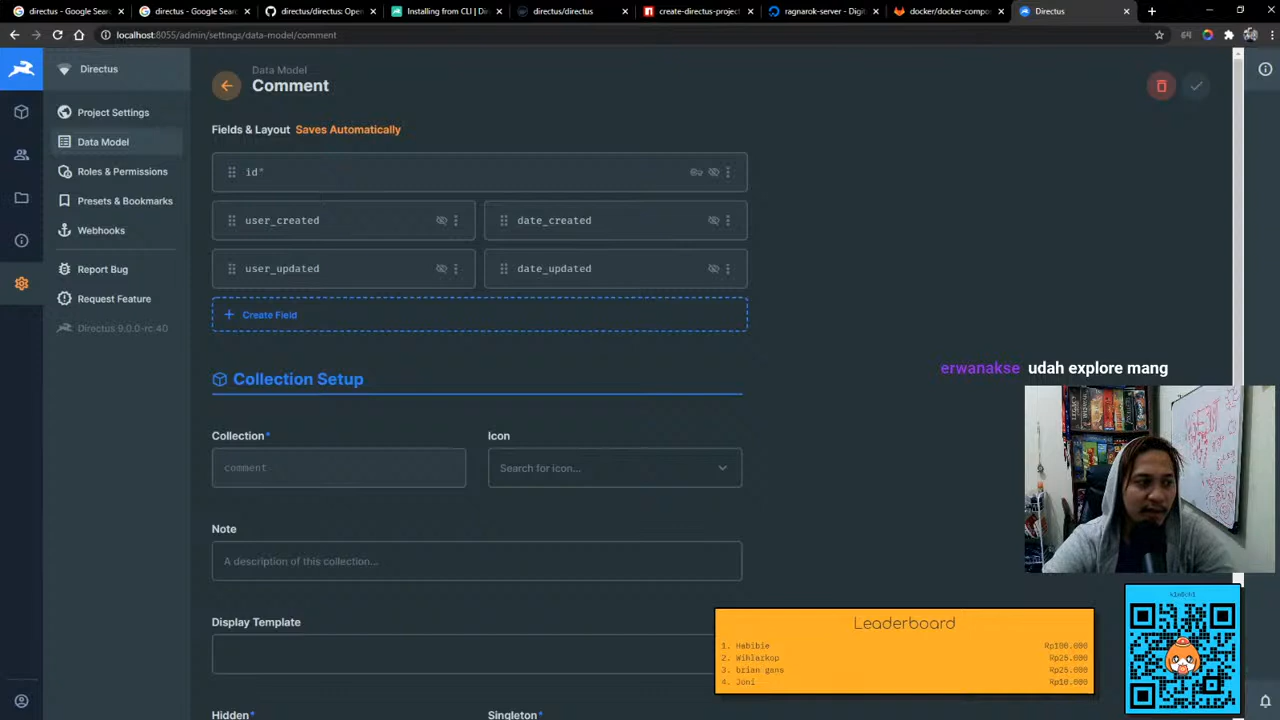 directus - Google Sear
directus - Google Sear
directus/directus: Ope
Installing from CLI | Di
directus/directus
create-directus-project
ragnarok-server - Digit
docker/docker-compo
Directus
localhost:8055/admin/settings/data-model/comment
Directus
Project Settings
Data Model
Roles & Permissions
Presets & Bookmarks
Webhooks
Report Bug
Request Feature
Directus 9.0.0-rc.40
Data Model
Comment
Fields & Layout Saves Automatically
id*
user_created
date_created
user_updated
date_updated
Create Field
Collection Setup
Collection*
Icon
comment
Search for icon...
Note
A description of this collection...
Display Template
Hidden*
Singleton*
erwanakse udah explore mang
Leaderboard
1. Habibie Rp100.000
2. Wihlarkop Rp25.000
3. brian gans Rp25.000
4. Joni Rp10.000